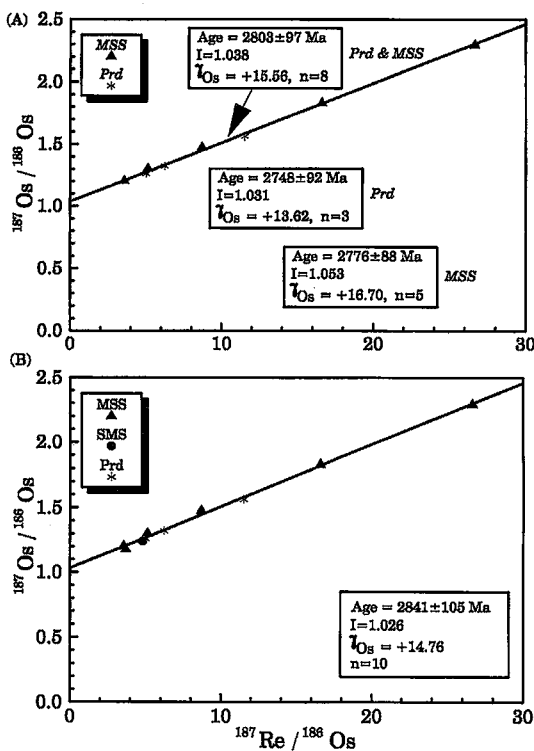 (A)
MSS
Prd
Age = 2803±97 Ma
I=1.038
γOs = +15.56, n=8
Prd & MSS
Age = 2748±92 Ma
I=1.031
γOs = +13.62, n=3
Prd
Age = 2776±88 Ma
I=1.053
γOs = +16.70, n=5
MSS
187Os / 186Os
2.5
2.0
1.5
1.0
0.5
0.0
0 10 20 30
(B)
MSS
SMS
Prd
Age = 2841±105 Ma
I=1.026
γOs = +14.76
n=10
187Os / 186Os
2.5
2.0
1.5
1.0
0.5
0.0
0 10 20 30
187Re / 186Os